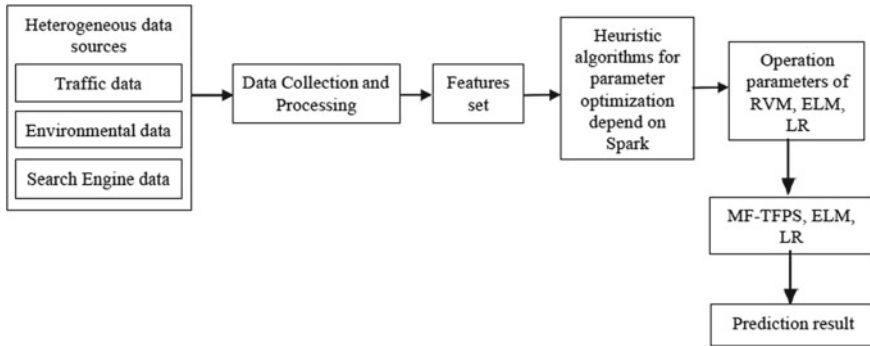 Heterogeneous data
sources
Traffic data
Environmental data
Search Engine data
Data Collection and
Processing
Features
set
Heuristic
algorithms for
parameter
optimization
depend on
Spark
Operation
parameters of
RVM, ELM,
LR
MF-TFPS, ELM,
LR
Prediction result